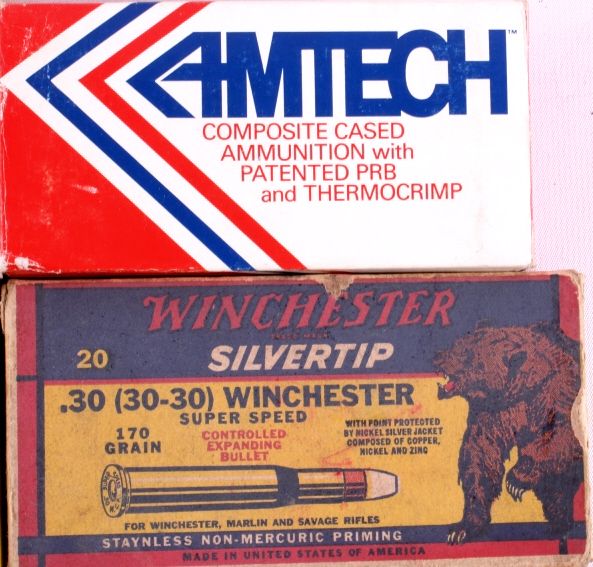 AMTECH™
COMPOSITE CASED
AMMUNITION with
PATENTED PRB
and THERMOCRIMP
WINCHESTER
20
SILVERTIP
.30 (30-30) WINCHESTER
SUPER SPEED
170
GRAIN
CONTROLLED
EXPANDING
BULLET
WITH POINT PROTECTED
BY NICKEL SILVER JACKET
COMPOSED OF COPPER,
NICKEL AND ZINC
FOR WINCHESTER, MARLIN AND SAVAGE RIFLES
STAYNLESS NON-MERCURIC PRIMING
MADE IN UNITED STATES OF AMERICA